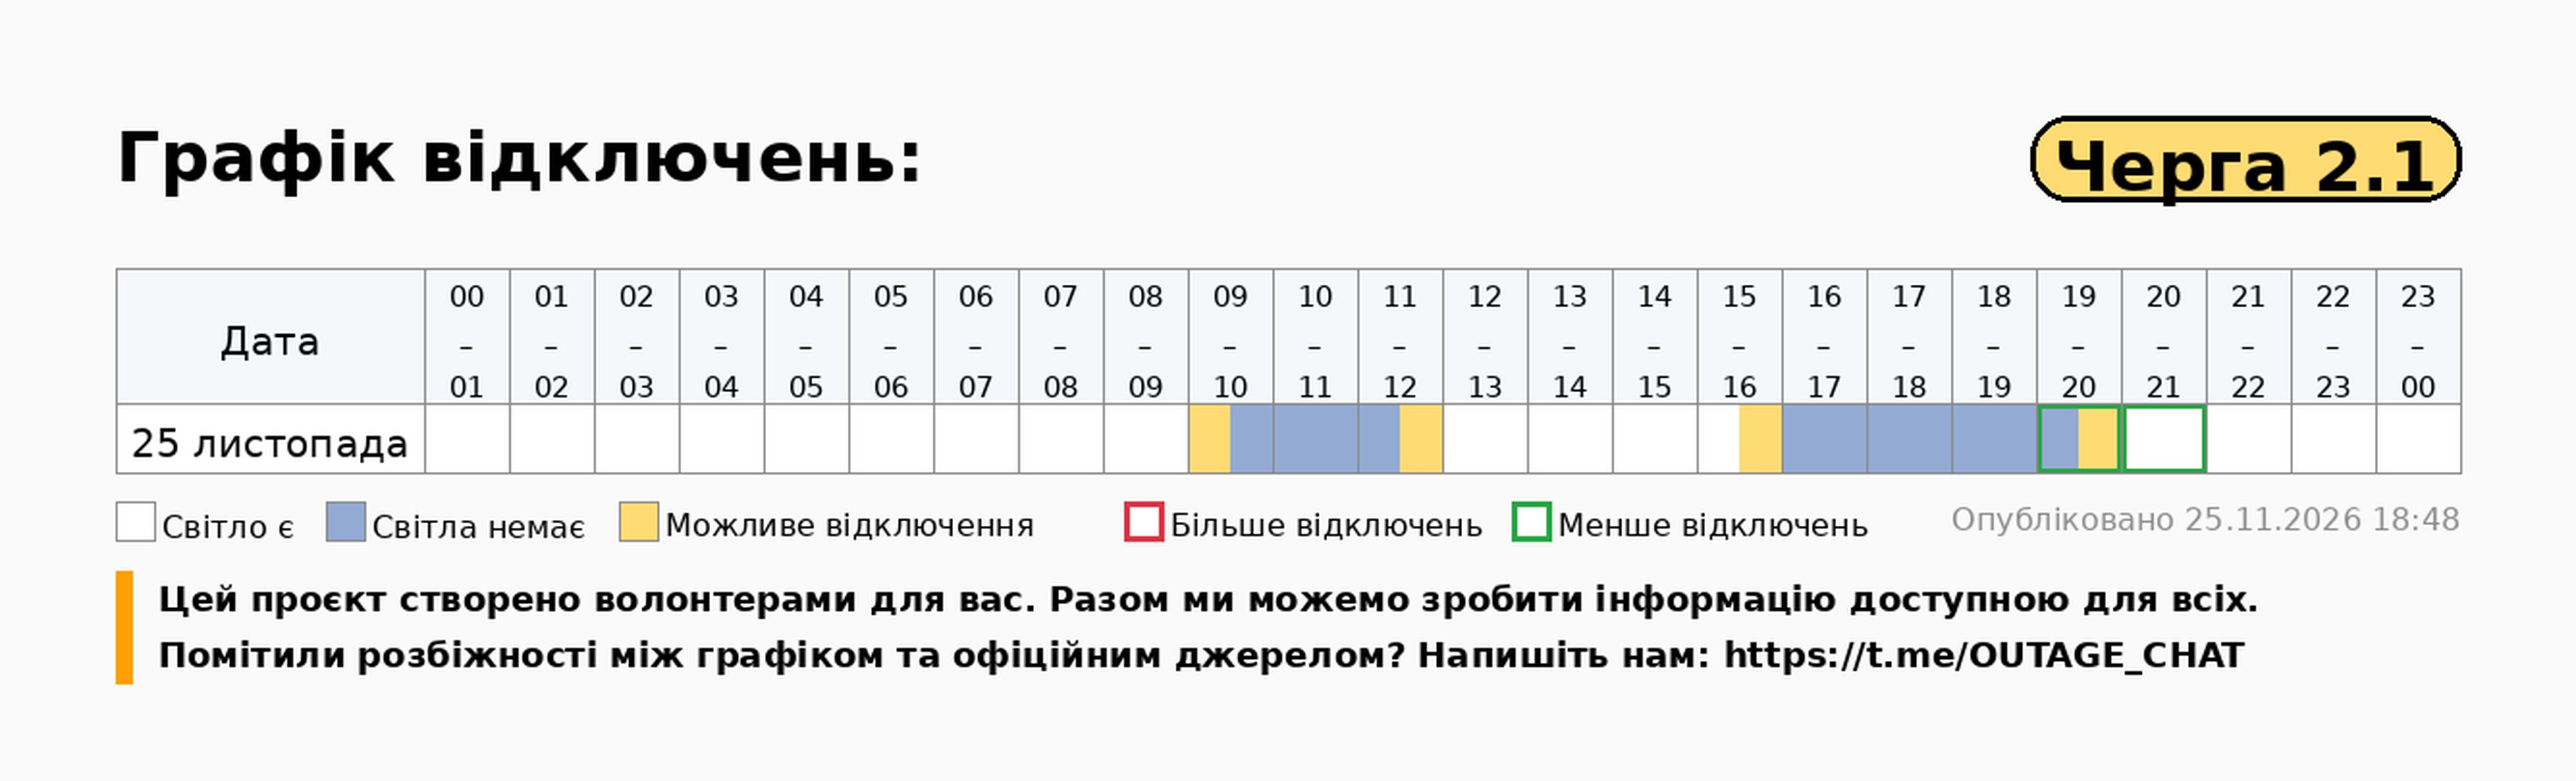 Графік відключень:
Черга 2.1
Дата
00 – 01
01 – 02
02 – 03
03 – 04
04 – 05
05 – 06
06 – 07
07 – 08
08 – 09
09 – 10
10 – 11
11 – 12
12 – 13
13 – 14
14 – 15
15 – 16
16 – 17
17 – 18
18 – 19
19 – 20
20 – 21
21 – 22
22 – 23
23 – 00
25 листопада
Світло є
Світла немає
Можливе відключення
Більше відключень
Менше відключень
Опубліковано 25.11.2026 18:48
Цей проєкт створено волонтерами для вас. Разом ми можемо зробити інформацію доступною для всіх.
Помітили розбіжності між графіком та офіційним джерелом? Напишіть нам: https://t.me/OUTAGE_CHAT